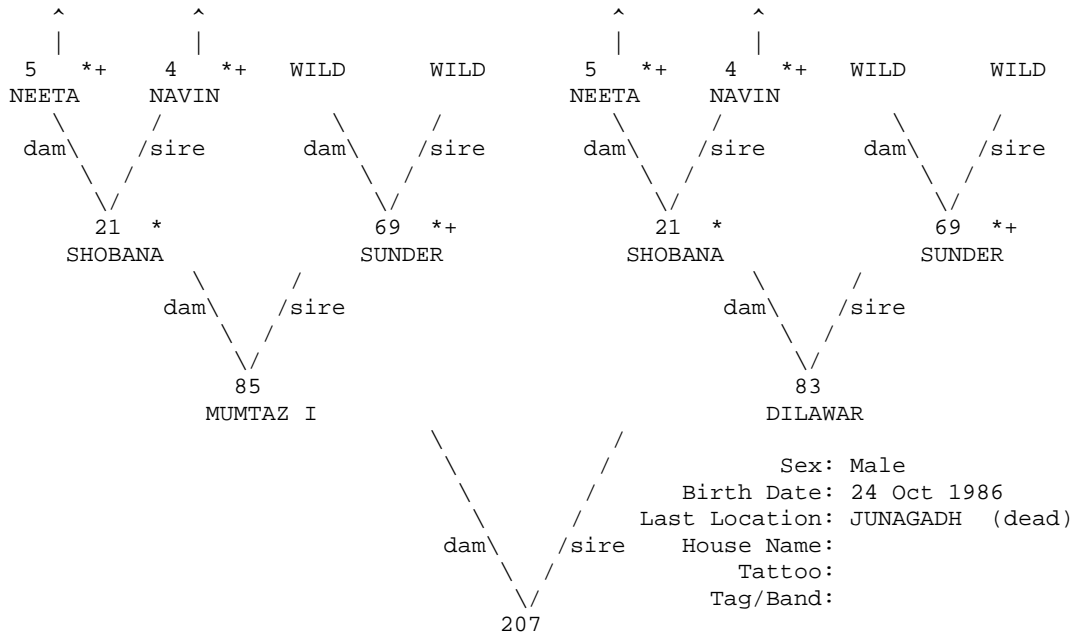 ^             ^                                         ^             ^
      |             |                                         |             |
  5    *+     4    *+   WILD          WILD          5    *+     4    *+   WILD          WILD
NEETA         NAVIN                                 NEETA         NAVIN
     \         /                 \         /                 \         /                 \         /
 dam\       /sire         dam\       /sire         dam\       /sire         dam\       /sire
       \     /                     \     /                     \     /                     \     /
         \/                          \/                          \/                          \/
        21   *                      69   *+                     21   *                      69   *+
     SHOBANA                     SUNDER                     SHOBANA                     SUNDER
                  \         /                                           \         /
               dam\       /sire                                     dam\       /sire
                    \     /                                               \     /
                      \/                                                    \/
                      85                                                    83
                   MUMTAZ I                                              DILAWAR
                                          \                 /
                                           \               /   Sex: Male
                                            \             /   Birth Date: 24 Oct 1986
                                             \           /   Last Location: JUNAGADH  (dead)
                                           dam\       /sire   House Name:
                                                \     /   Tattoo:
                                                  \/   Tag/Band:
                                                 207